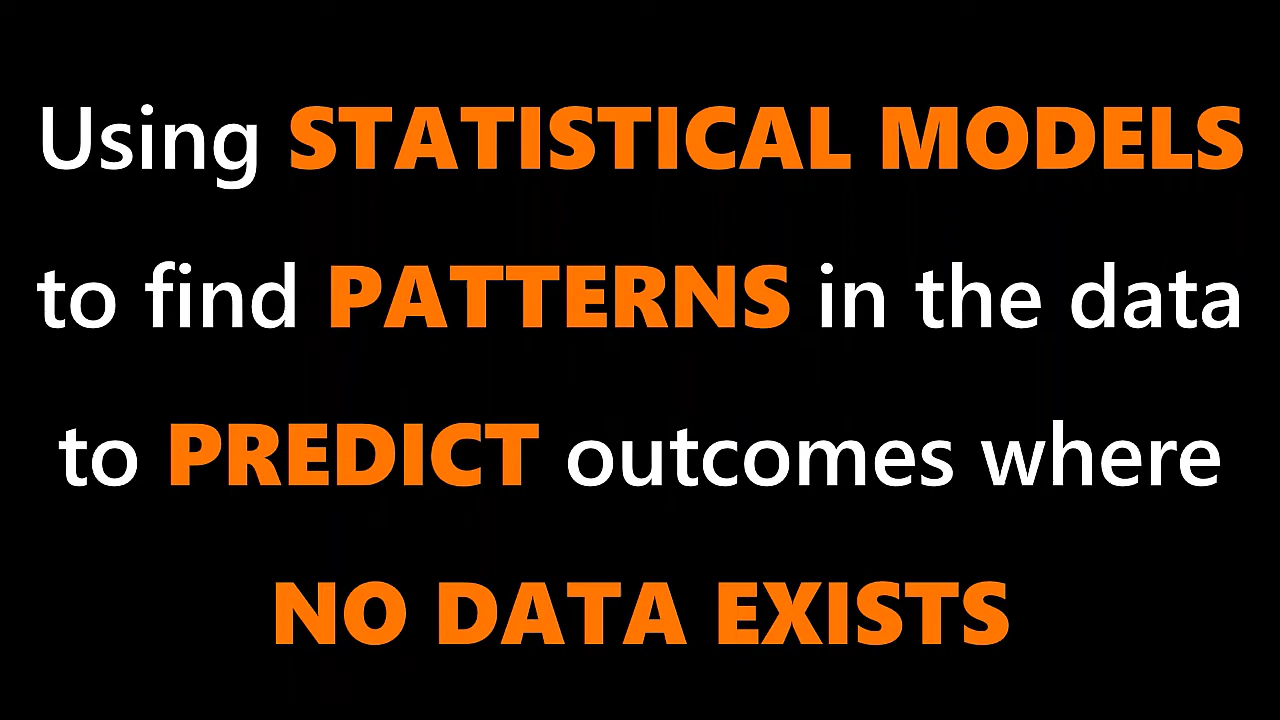 Using STATISTICAL MODELS
to find PATTERNS in the data
to PREDICT outcomes where
NO DATA EXISTS